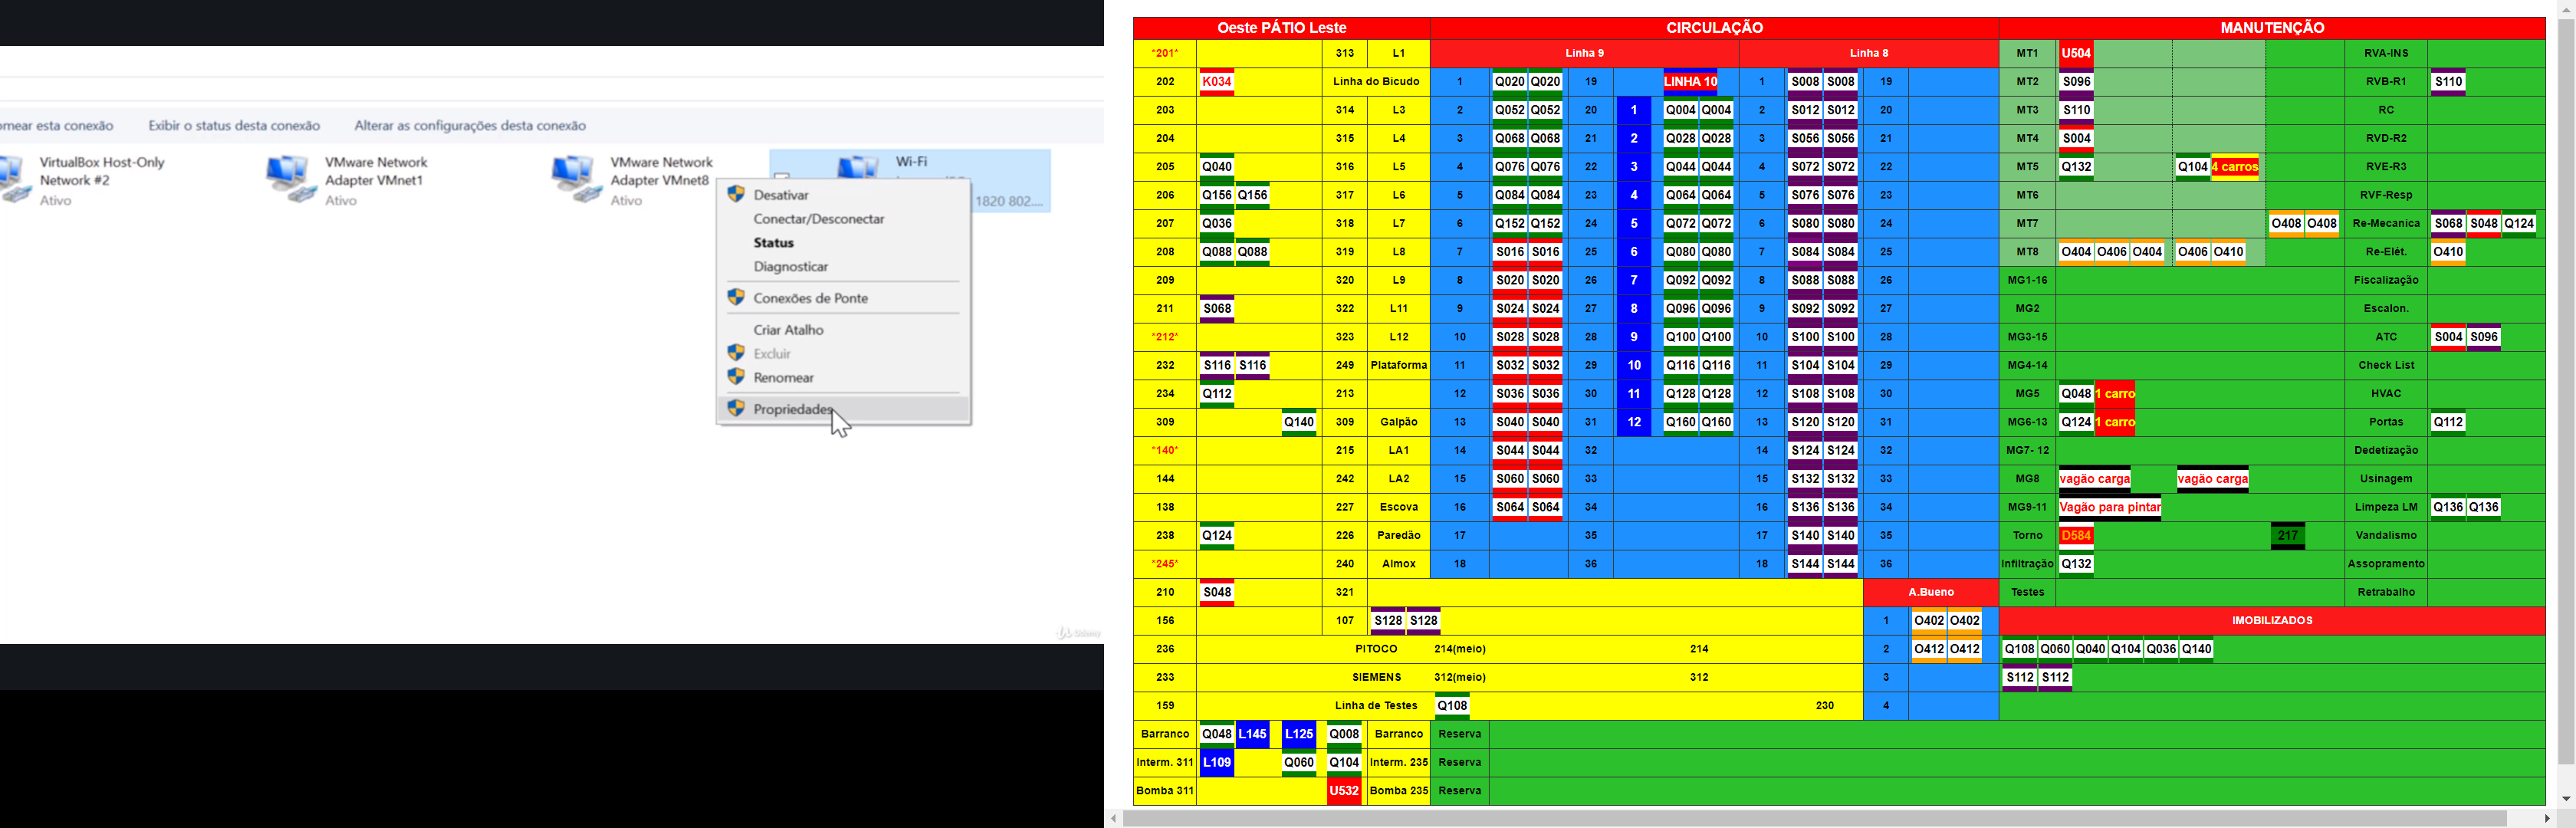 omear esta conexão Exibir o status desta conexão Alterar as configurações desta conexão
VirtualBox Host-Only Network #2 Ativo
VMware Network Adapter VMnet1 Ativo
VMware Network Adapter VMnet8 Ativo
Wi-Fi
1820 802....
Desativar
Conectar/Desconectar
Status
Diagnosticar
Conexões de Ponte
Criar Atalho
Excluir
Renomear
Propriedades
Udemy
Oeste PÁTIO Leste CIRCULAÇÃO MANUTENÇÃO
*201* 313 L1 Linha 9 Linha 8 MT1 U504 RVA-INS
202 K034 Linha do Bicudo 1 Q020 Q020 19 LINHA 10 1 S008 S008 19 MT2 S096 RVB-R1 S110
203 314 L3 2 Q052 Q052 20 1 Q004 Q004 2 S012 S012 20 MT3 S110 RC
204 315 L4 3 Q068 Q068 21 2 Q028 Q028 3 S056 S056 21 MT4 S004 RVD-R2
205 Q040 316 L5 4 Q076 Q076 22 3 Q044 Q044 4 S072 S072 22 MT5 Q132 Q104 4 carros RVE-R3
206 Q156 Q156 317 L6 5 Q084 Q084 23 4 Q064 Q064 5 S076 S076 23 MT6 RVF-Resp
207 Q036 318 L7 6 Q152 Q152 24 5 Q072 Q072 6 S080 S080 24 MT7 O408 O408 Re-Mecanica S068 S048 Q124
208 Q088 Q088 319 L8 7 S016 S016 25 6 Q080 Q080 7 S084 S084 25 MT8 O404 O406 O404 O406 O410 Re-Elét. O410
209 320 L9 8 S020 S020 26 7 Q092 Q092 8 S088 S088 26 MG1-16 Fiscalização
211 S068 322 L11 9 S024 S024 27 8 Q096 Q096 9 S092 S092 27 MG2 Escalon.
*212* 323 L12 10 S028 S028 28 9 Q100 Q100 10 S100 S100 28 MG3-15 ATC S004 S096
232 S116 S116 249 Plataforma 11 S032 S032 29 10 Q116 Q116 11 S104 S104 29 MG4-14 Check List
234 Q112 213 12 S036 S036 30 11 Q128 Q128 12 S108 S108 30 MG5 Q048 1 carro HVAC
309 Q140 309 Galpão 13 S040 S040 31 12 Q160 Q160 13 S120 S120 31 MG6-13 Q124 1 carro Portas Q112
*140* 215 LA1 14 S044 S044 32 14 S124 S124 32 MG7- 12 Dedetização
144 242 LA2 15 S060 S060 33 15 S132 S132 33 MG8 vagão carga vagão carga Usinagem
138 227 Escova 16 S064 S064 34 16 S136 S136 34 MG9-11 Vagão para pintar Limpeza LM Q136 Q136
238 Q124 226 Paredão 17 35 17 S140 S140 35 Torno D584 217 Vandalismo
*245* 240 Almox 18 36 18 S144 S144 36 Infiltração Q132 Assopramento
210 S048 321 A.Bueno Testes Retrabalho
156 107 S128 S128 1 O402 O402 IMOBILIZADOS
236 PITOCO 214(meio) 214 2 O412 O412 Q108 Q060 Q040 Q104 Q036 Q140
233 SIEMENS 312(meio) 312 3 S112 S112
159 Linha de Testes Q108 230 4
Barranco Q048 L145 L125 Q008 Barranco Reserva
Interm. 311 L109 Q060 Q104 Interm. 235 Reserva
Bomba 311 U532 Bomba 235 Reserva